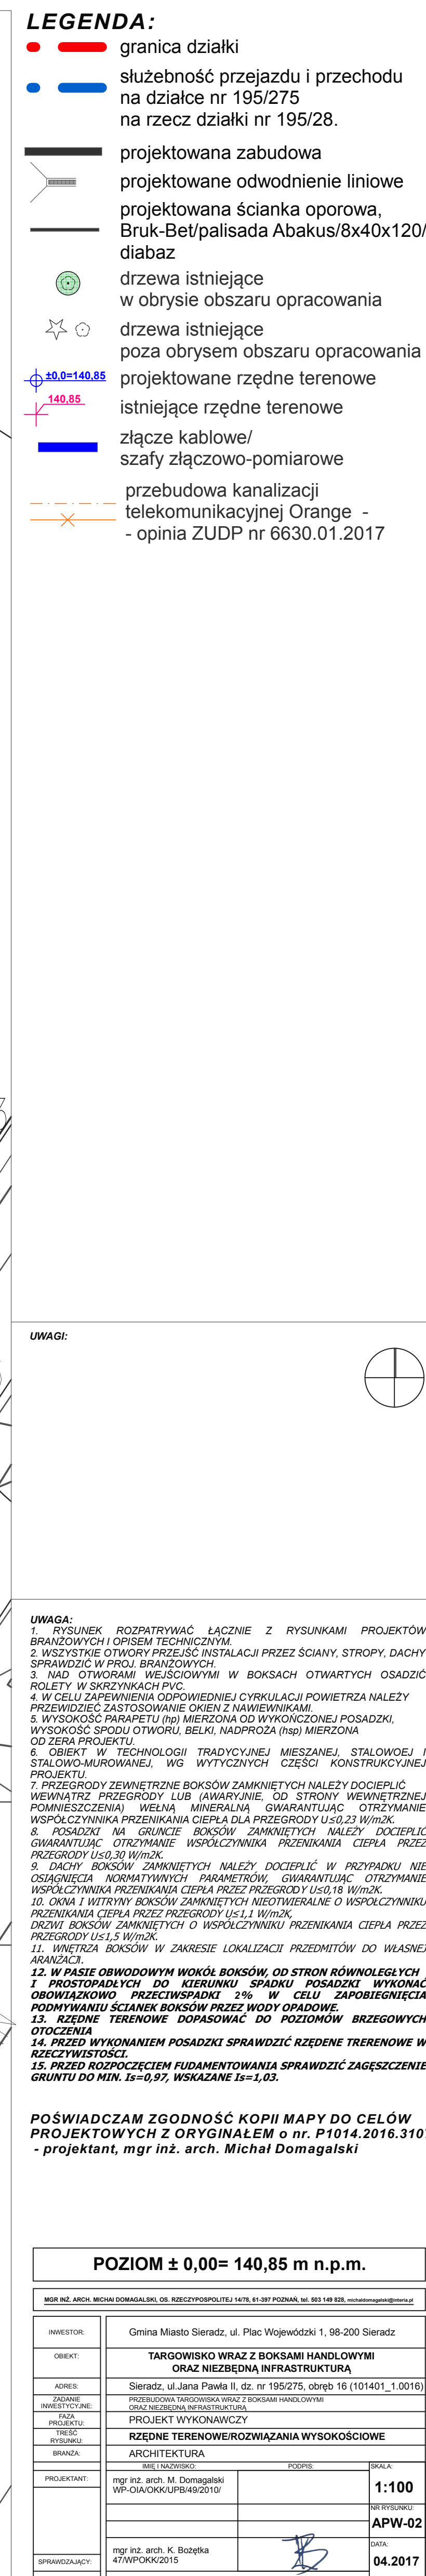 LEGENDA:
granica działki
służebność przejazdu i przechodu
na działce nr 195/275
na rzecz działki nr 195/28.
projektowana zabudowa
projektowane odwodnienie liniowe
projektowana ścianka oporowa,
Bruk-Bet/palisada Abakus/8x40x120/
diabaz
drzewa istniejące
w obrysie obszaru opracowania
drzewa istniejące
poza obrysem obszaru opracowania
±0,0=140,85 projektowane rzędne terenowe
140,85 istniejące rzędne terenowe
złącze kablowe/
szafy złączowo-pomiarowe
przebudowa kanalizacji
telekomunikacyjnej Orange -
- opinia ZUDP nr 6630.01.2017
UWAGI:
UWAGA:
1. RYSUNEK ROZPATRYWAĆ ŁĄCZNIE Z RYSUNKAMI PROJEKTÓW
BRANŻOWYCH I OPISEM TECHNICZNYM.
2. WSZYSTKIE OTWORY PRZEJŚĆ INSTALACJI PRZEZ ŚCIANY, STROPY, DACHY
SPRAWDZIĆ W PROJ. BRANŻOWYCH.
3. NAD OTWORAMI WEJŚCIOWYMI W BOKSACH OTWARTYCH OSADZIĆ
ROLETY W SKRZYNKACH PVC.
4. W CELU ZAPEWNIENIA ODPOWIEDNIEJ CYRKULACJI POWIETRZA NALEŻY
PRZEWIDZIEĆ ZASTOSOWANIE OKIEN Z NAWIEWNIKAMI.
5. WYSOKOŚĆ PARAPETU (hp) MIERZONA OD WYKOŃCZONEJ POSADZKI,
WYSOKOŚĆ SPODU OTWORU, BELKI, NADPROŻA (hsp) MIERZONA
OD ZERA PROJEKTU.
6. OBIEKT W TECHNOLOGII TRADYCYJNEJ MIESZANEJ, STALOWOEJ I
STALOWO-MUROWANEJ, WG WYTYCZNYCH CZĘŚCI KONSTRUKCYJNEJ
PROJEKTU.
7. PRZEGRODY ZEWNĘTRZNE BOKSÓW ZAMKNIĘTYCH NALEŻY DOCIEPLIĆ
WEWNĄTRZ PRZEGRODY LUB (AWARYJNIE, OD STRONY WEWNĘTRZNEJ
POMNIESZCZENIA) WEŁNĄ MINERALNĄ GWARANTUJĄC OTRZYMANIE
WSPÓŁCZYNNIKA PRZENIKANIA CIEPŁA DLA PRZEGRODY U≤0,23 W/m2K.
8. POSADZKI NA GRUNCIE BOKSÓW ZAMKNIĘTYCH NALEŻY DOCIEPLIĆ
GWARANTUJĄC OTRZYMANIE WSPÓŁCZYNNIKA PRZENIKANIA CIEPŁA PRZEZ
PRZEGRODY U≤0,30 W/m2K.
9. DACHY BOKSÓW ZAMKNIĘTYCH NALEŻY DOCIEPLIĆ W PRZYPADKU NIE
OSIĄGNIĘCIA NORMATYWNYCH PARAMETRÓW, GWARANTUJĄC OTRZYMANIE
WSPÓŁCZYNNIKA PRZENIKANIA CIEPŁA PRZEZ PRZEGRODY U≤0,18 W/m2K.
10. OKNA I WITRYNY BOKSÓW ZAMKNIĘTYCH NIEOTWIERALNE O WSPÓŁCZYNNIKU
PRZENIKANIA CIEPŁA PRZEZ PRZEGRODY U≤1,1 W/m2K,
DRZWI BOKSÓW ZAMKNIĘTYCH O WSPÓŁCZYNNIKU PRZENIKANIA CIEPŁA PRZEZ
PRZEGRODY U≤1,5 W/m2K.
11. WNĘTRZA BOKSÓW W ZAKRESIE LOKALIZACJI PRZEDMITÓW DO WŁASNEJ
ARANŻACJI.
12. W PASIE OBWODOWYM WOKÓŁ BOKSÓW, OD STRON RÓWNOLEGŁYCH
I PROSTOPADŁYCH DO KIERUNKU SPADKU POSADZKI WYKONAĆ
OBOWIĄZKOWO PRZECIWSPADKI 2% W CELU ZAPOBIEGNIĘCIA
PODMYWANIU ŚCIANEK BOKSÓW PRZEZ WODY OPADOWE.
13. RZĘDNE TERENOWE DOPASOWAĆ DO POZIOMÓW BRZEGOWYCH
OTOCZENIA
14. PRZED WYKONANIEM POSADZKI SPRAWDZIĆ RZĘDENE TRERENOWE W
RZECZYWISTOŚCI.
15. PRZED ROZPOCZĘCIEM FUDAMENTOWANIA SPRAWDZIĆ ZAGĘSZCZENIE
GRUNTU DO MIN. Is=0,97, WSKAZANE Is=1,03.
POŚWIADCZAM ZGODNOŚĆ KOPII MAPY DO CELÓW
PROJEKTOWYCH Z ORYGINAŁEM o nr. P1014.2016.3107
- projektant, mgr inż. arch. Michał Domagalski
POZIOM ± 0,00= 140,85 m n.p.m.
MGR INŻ. ARCH. MICHAł DOMAGALSKI, OS. RZECZYPOSPOLITEJ 14/78, 61-397 POZNAŃ, tel. 503 149 828, michaldomagalski@interia.pl
INWESTOR: Gmina Miasto Sieradz, ul. Plac Wojewódzki 1, 98-200 Sieradz
OBIEKT: TARGOWISKO WRAZ Z BOKSAMI HANDLOWYMI
ORAZ NIEZBĘDNĄ INFRASTRUKTURĄ
ADRES: Sieradz, ul.Jana Pawła II, dz. nr 195/275, obręb 16 (101401_1.0016)
ZADANIE INWESTYCYJNE: PRZEBUDOWA TARGOWISKA WRAZ Z BOKSAMI HANDLOWYMI
ORAZ NIEZBĘDNĄ INFRASTRUKTURĄ
FAZA PROJEKTU: PROJEKT WYKONAWCZY
TREŚĆ RYSUNKU: RZĘDNE TERENOWE/ROZWIĄZANIA WYSOKOŚCIOWE
BRANŻA: ARCHITEKTURA
IMIĘ I NAZWISKO: PODPIS: SKALA:
PROJEKTANT: mgr inż. arch. M. Domagalski
WP-OIA/OKK/UPB/49/2010/
1:100
NR RYSUNKU:
APW-02
DATA:
mgr inż. arch. K. Bożętka
SPRAWDZAJĄCY: 47/WPOKK/2015 04.2017